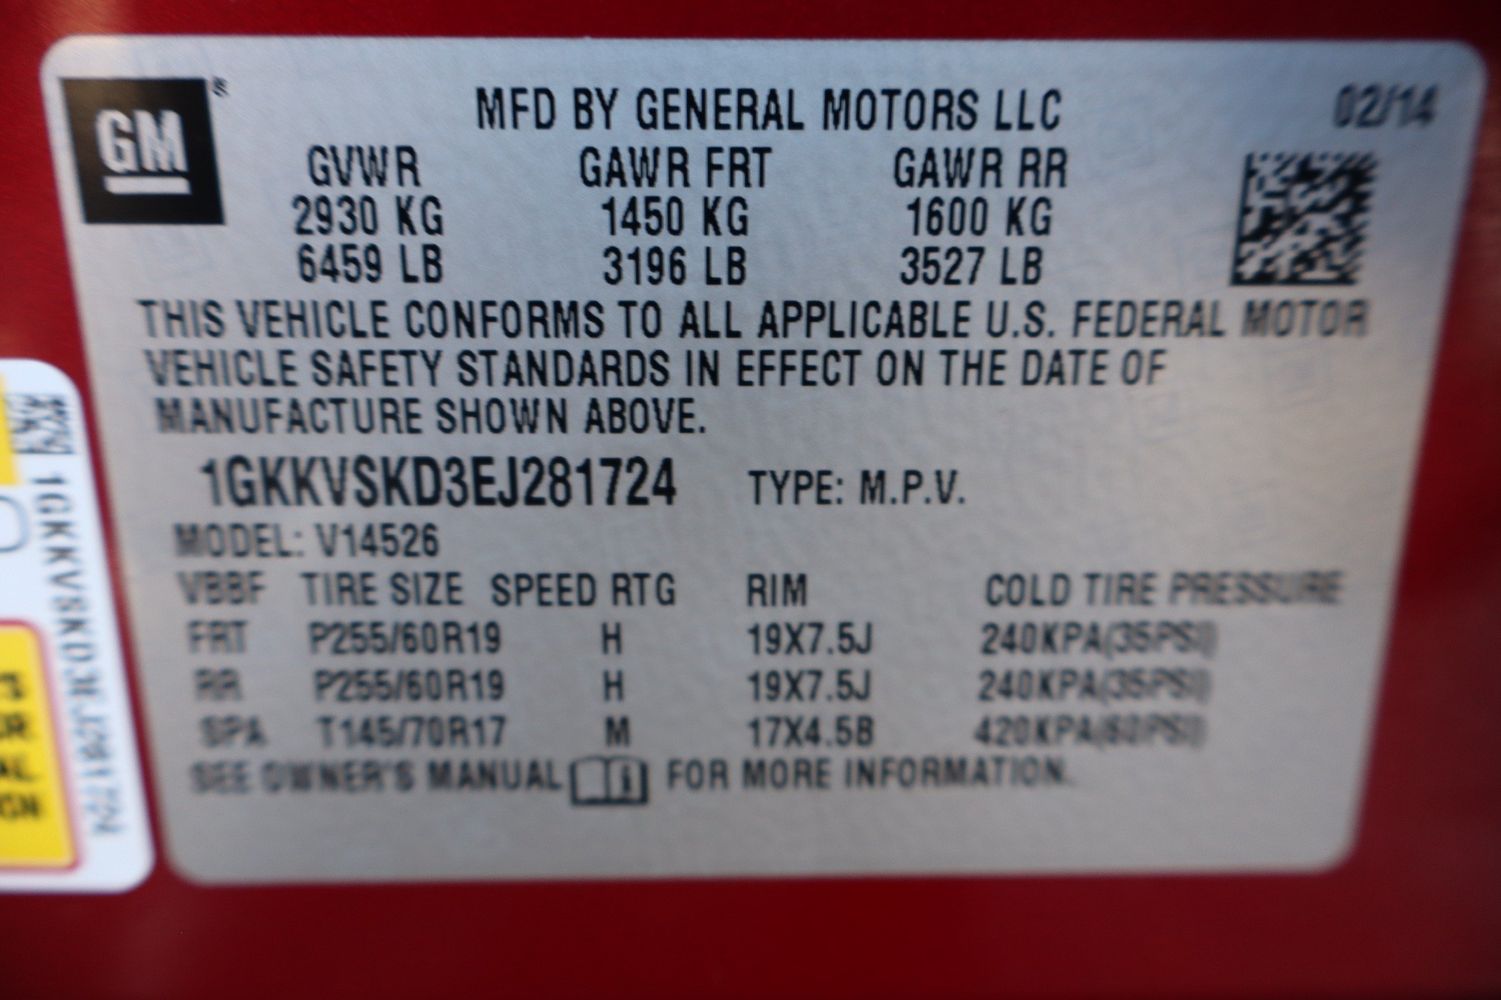 GM®
MFD BY GENERAL MOTORS LLC 02/14
GVWR GAWR FRT GAWR RR
2930 KG 1450 KG 1600 KG
6459 LB 3196 LB 3527 LB
THIS VEHICLE CONFORMS TO ALL APPLICABLE U.S. FEDERAL MOTOR
VEHICLE SAFETY STANDARDS IN EFFECT ON THE DATE OF
MANUFACTURE SHOWN ABOVE.
1GKKVSKD3EJ281724 TYPE: M.P.V.
MODEL: V14526
VBBF TIRE SIZE SPEED RTG RIM COLD TIRE PRESSURE
FRT P255/60R19 H 19X7.5J 240KPA(35PSI)
RR P255/60R19 H 19X7.5J 240KPA(35PSI)
SPA T145/70R17 M 17X4.5B 420KPA(60PSI)
SEE OWNER'S MANUAL FOR MORE INFORMATION.
1GKKVSKD3EJ281724